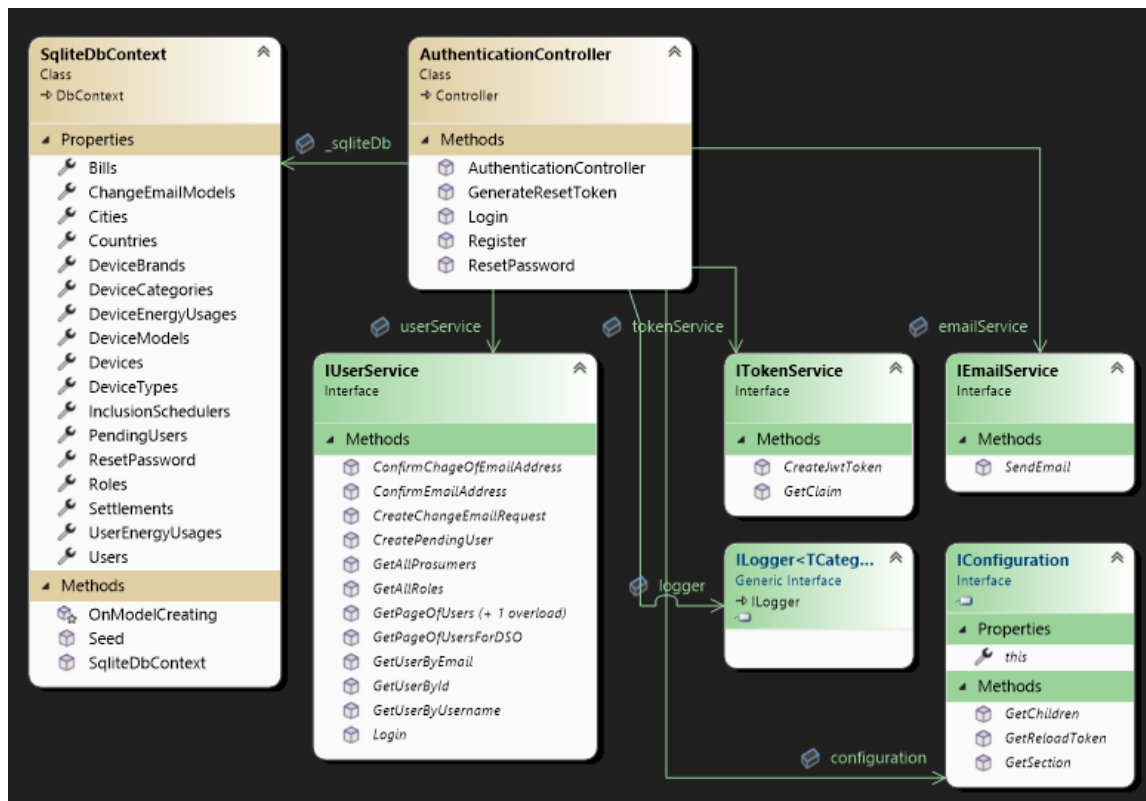 SqliteDbContext
Class
DbContext
Properties
Bills
ChangeEmailModels
Cities
Countries
DeviceBrands
DeviceCategories
DeviceEnergyUsages
DeviceModels
Devices
DeviceTypes
InclusionSchedulers
PendingUsers
ResetPassword
Roles
Settlements
UserEnergyUsages
Users
Methods
OnModelCreating
Seed
SqliteDbContext
_sqliteDb
AuthenticationController
Class
Controller
Methods
AuthenticationController
GenerateResetToken
Login
Register
ResetPassword
userService
tokenService
emailService
IUserService
Interface
Methods
ConfirmChageOfEmailAddress
ConfirmEmailAddress
CreateChangeEmailRequest
CreatePendingUser
GetAllProsumers
GetAllRoles
GetPageOfUsers (+ 1 overload)
GetPageOfUsersForDSO
GetUserByEmail
GetUserById
GetUserByUsername
Login
ITokenService
Interface
Methods
CreateJwtToken
GetClaim
IEmailService
Interface
Methods
SendEmail
logger
ILogger<TCateg...
Generic Interface
ILogger
IConfiguration
Interface
Properties
this
Methods
GetChildren
GetReloadToken
GetSection
configuration